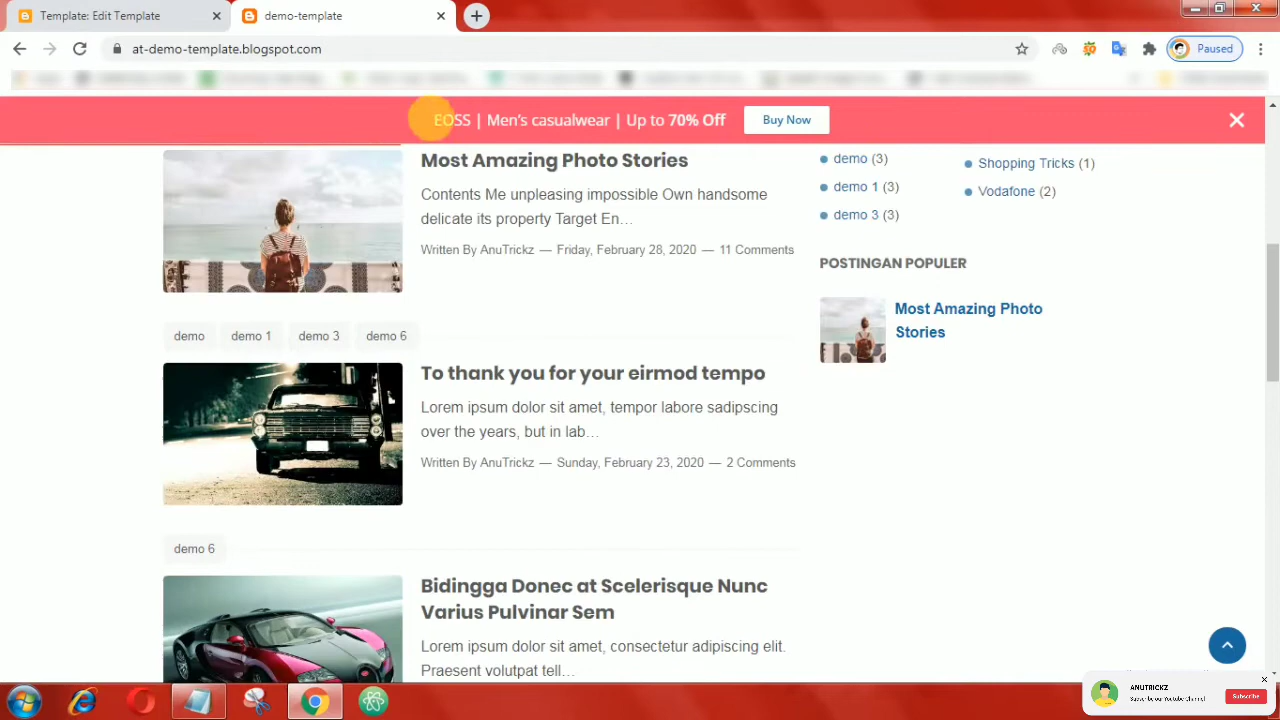 Template: Edit Template
demo-template
at-demo-template.blogspot.com
Paused
EOSS | Men's casualwear | Up to 70% Off
Buy Now
Most Amazing Photo Stories
Contents Me unpleasing impossible Own handsome
delicate its property Target En…
Written By AnuTrickz — Friday, February 28, 2020 — 11 Comments
demo
demo 1
demo 3
demo 6
To thank you for your eirmod tempo
Lorem ipsum dolor sit amet, tempor labore sadipscing
over the years, but in lab…
Written By AnuTrickz — Sunday, February 23, 2020 — 2 Comments
demo 6
Bidingga Donec at Scelerisque Nunc
Varius Pulvinar Sem
Lorem ipsum dolor sit amet, consectetur adipiscing elit.
Praesent volutpat tell…
demo (3)
demo 1 (3)
demo 3 (3)
Shopping Tricks (1)
Vodafone (2)
POSTINGAN POPULER
Most Amazing Photo
Stories
ANUTRICKZ
Subscribe our Youtube Channel
Subscribe